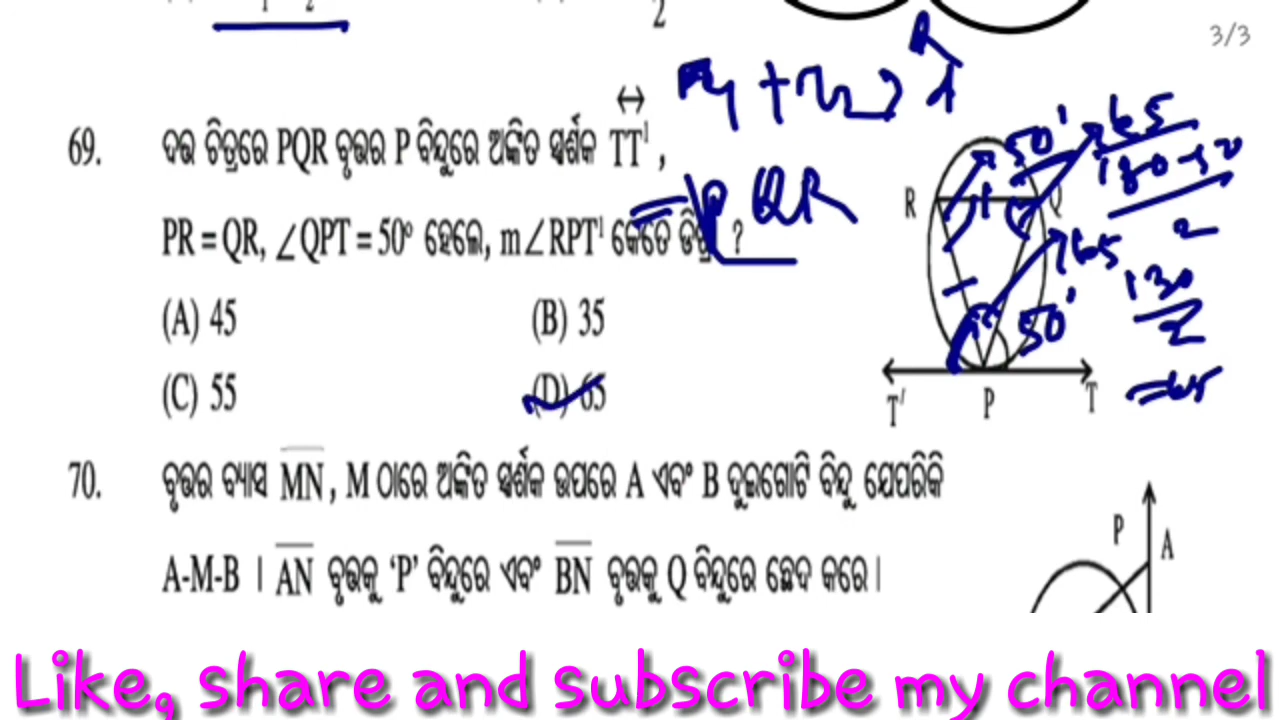 2
3/3
69. ଦତ୍ତ ଚିତ୍ରରେ PQR ବୃତ୍ତର P ବିନ୍ଦୁରେ ଅଙ୍କିତ ସ୍ପର୍ଶକ TT',
PR = QR, ∠QPT = 50° ହେଲେ, m∠RPT' କେତେ ଡିଗ୍ରୀ ?
= PQR
(A) 45 (B) 35
(C) 55 (D) 65
R Q
50° 65
180-50
2
65
50°
130
2
=65
T' P T
70. ବୃତ୍ତର ବ୍ୟାସ MN, M ଠାରେ ଅଙ୍କିତ ସ୍ପର୍ଶକ ଉପରେ A ଏବଂ B ଦୁଇଗୋଟି ବିନ୍ଦୁ ଯେପରିକି
A-M-B । AN ବୃତ୍ତକୁ ‘P’ ବିନ୍ଦୁରେ ଏବଂ BN ବୃତ୍ତକୁ Q ବିନ୍ଦୁରେ ଛେଦ କରେ ।
P A
Like, share and subscribe my channel